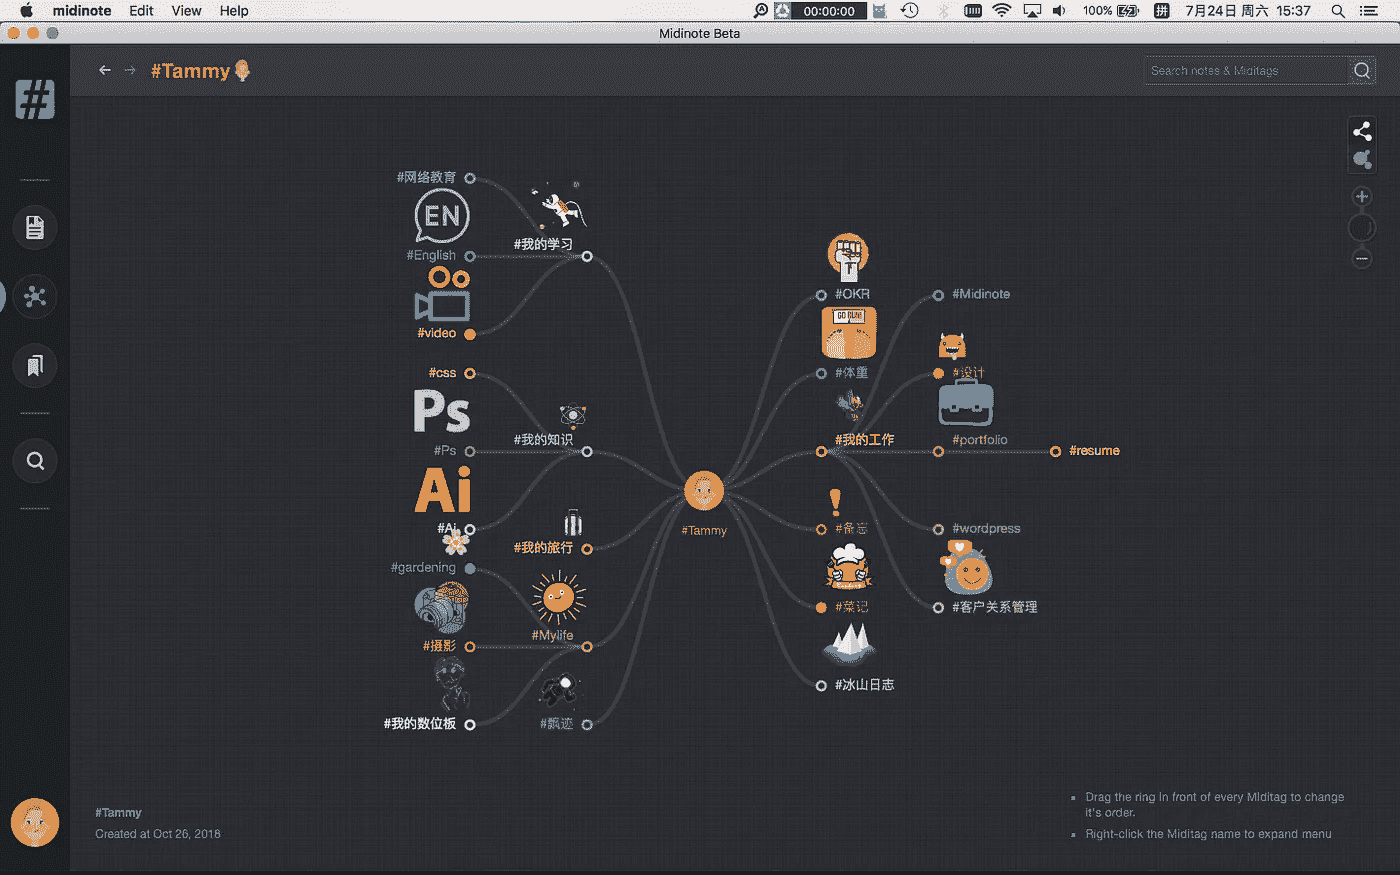 midinote Edit View Help 00:00:00 100% 拼 7月24日 周六 15:37
Midinote Beta
#Tammy
Search notes & Miditags
#
#网络教育
EN
#English
#我的学习
#video
#css
Ps
#Ps
#我的知识
Ai
#Ai
#我的旅行
#gardening
#Mylife
#摄影
#我的数位板
#飘迹
#Tammy
#OKR
GO RUN!
#体重
#我的工作
#备忘
#菜记
#冰山日志
#Midinote
#设计
#portfolio
#resume
#wordpress
#客户关系管理
#Tammy
Created at Oct 26, 2018
Drag the ring in front of every Miditag to change
it's order.
Right-click the Miditag name to expand menu